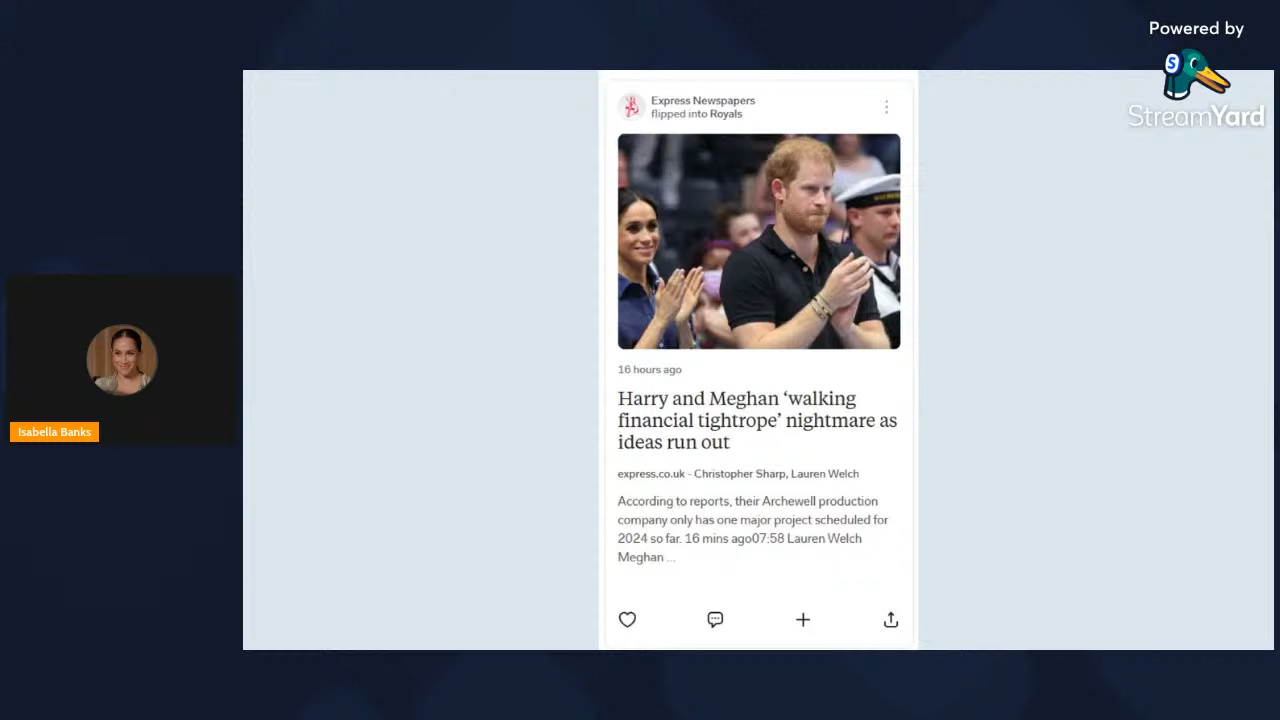 Powered by
StreamYard
Express Newspapers
flipped into Royals
16 hours ago
Harry and Meghan ‘walking
financial tightrope’ nightmare as
ideas run out
express.co.uk - Christopher Sharp, Lauren Welch
According to reports, their Archewell production
company only has one major project scheduled for
2024 so far. 16 mins ago07:58 Lauren Welch
Meghan ...
Isabella Banks